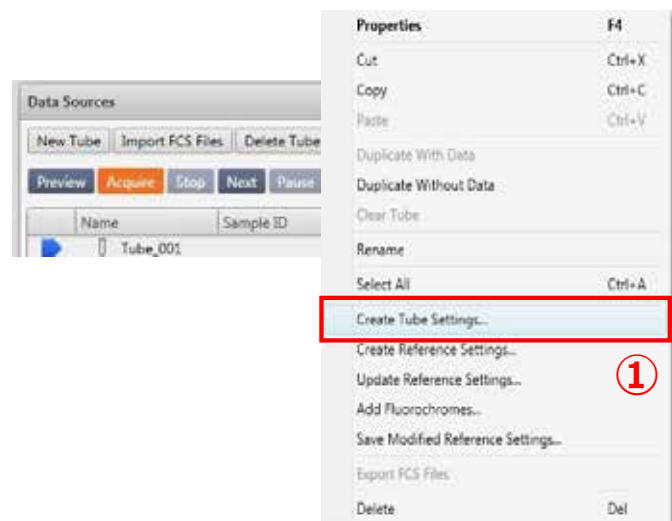 Data Sources
New Tube Import FCS Files Delete Tube
Preview Acquire Stop Next Pause
Name Sample ID
Tube_001
Properties F4
Cut Ctrl+X
Copy Ctrl+C
Paste Ctrl+V
Duplicate With Data
Duplicate Without Data
Clear Tube
Rename
Select All Ctrl+A
Create Tube Settings...
Create Reference Settings...
①
Update Reference Settings...
Add Fluorochromes...
Save Modified Reference Settings...
Export FCS Files
Delete Del